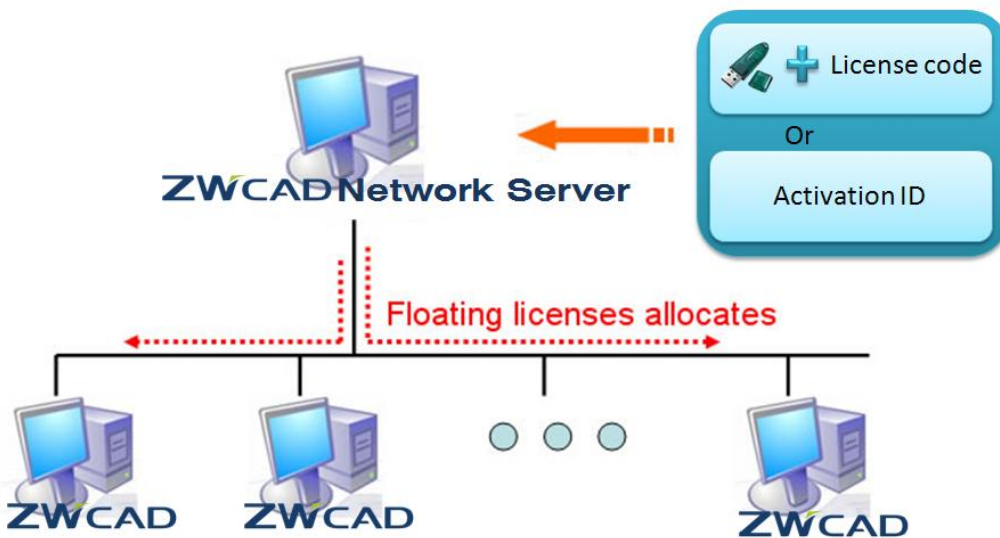 License code
Or
Activation ID
ZWCAD Network Server
Floating licenses allocates
ZWCAD
ZWCAD
ZWCAD